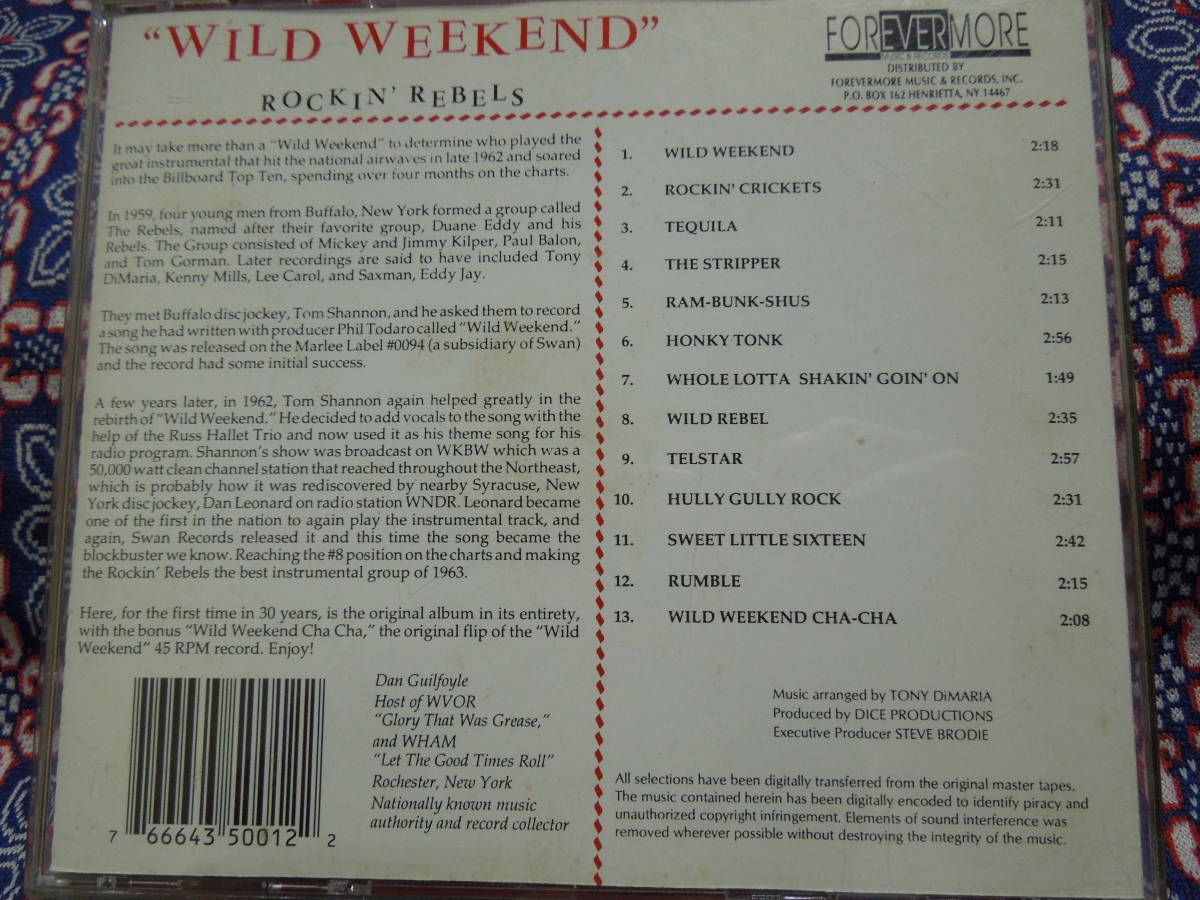 "WILD WEEKEND"
ROCKIN' REBELS
FOREVERMORE
MUSIC & RECORDS
DISTRIBUTED BY
FOREVERMORE MUSIC & RECORDS, INC.
P.O. BOX 162 HENRIETTA, NY 14467
It may take more than a "Wild Weekend" to determine who played the
great instrumental that hit the national airwaves in late 1962 and soared
into the Billboard Top Ten, spending over four months on the charts.
In 1959, four young men from Buffalo, New York formed a group called
The Rebels, named after their favorite group, Duane Eddy and his
Rebels. The Group consisted of Mickey and Jimmy Kilper, Paul Balon,
and Tom Gorman. Later recordings are said to have included Tony
DiMaria, Kenny Mills, Lee Carol, and Saxman, Eddy Jay.
They met Buffalo disc jockey, Tom Shannon, and he asked them to record
a song he had written with producer Phil Todaro called "Wild Weekend."
The song was released on the Marlee Label #0094 (a subsidiary of Swan)
and the record had some initial success.
A few years later, in 1962, Tom Shannon again helped greatly in the
rebirth of "Wild Weekend." He decided to add vocals to the song with the
help of the Russ Hallet Trio and now used it as his theme song for his
radio program. Shannon's show was broadcast on WKBW which was a
50,000 watt clean channel station that reached throughout the Northeast,
which is probably how it was rediscovered by nearby Syracuse, New
York disc jockey, Dan Leonard on radio station WNDR. Leonard became
one of the first in the nation to again play the instrumental track, and
again, Swan Records released it and this time the song became the
blockbuster we know. Reaching the #8 position on the charts and making
the Rockin' Rebels the best instrumental group of 1963.
Here, for the first time in 30 years, is the original album in its entirety,
with the bonus "Wild Weekend Cha Cha," the original flip of the "Wild
Weekend" 45 RPM record. Enjoy!
Dan Guilfoyle
Host of WVOR
"Glory That Was Grease,"
and WHAM
"Let The Good Times Roll"
Rochester, New York
Nationally known music
authority and record collector
7 66643 50012 2
1. WILD WEEKEND 2:18
2. ROCKIN' CRICKETS 2:31
3. TEQUILA 2:11
4. THE STRIPPER 2:15
5. RAM-BUNK-SHUS 2:13
6. HONKY TONK 2:56
7. WHOLE LOTTA SHAKIN' GOIN' ON 1:49
8. WILD REBEL 2:35
9. TELSTAR 2:57
10. HULLY GULLY ROCK 2:31
11. SWEET LITTLE SIXTEEN 2:42
12. RUMBLE 2:15
13. WILD WEEKEND CHA-CHA 2:08
Music arranged by TONY DiMARIA
Produced by DICE PRODUCTIONS
Executive Producer STEVE BRODIE
All selections have been digitally transferred from the original master tapes.
The music contained herein has been digitally encoded to identify piracy and
unauthorized copyright infringement. Elements of sound interference was
removed wherever possible without destroying the integrity of the music.